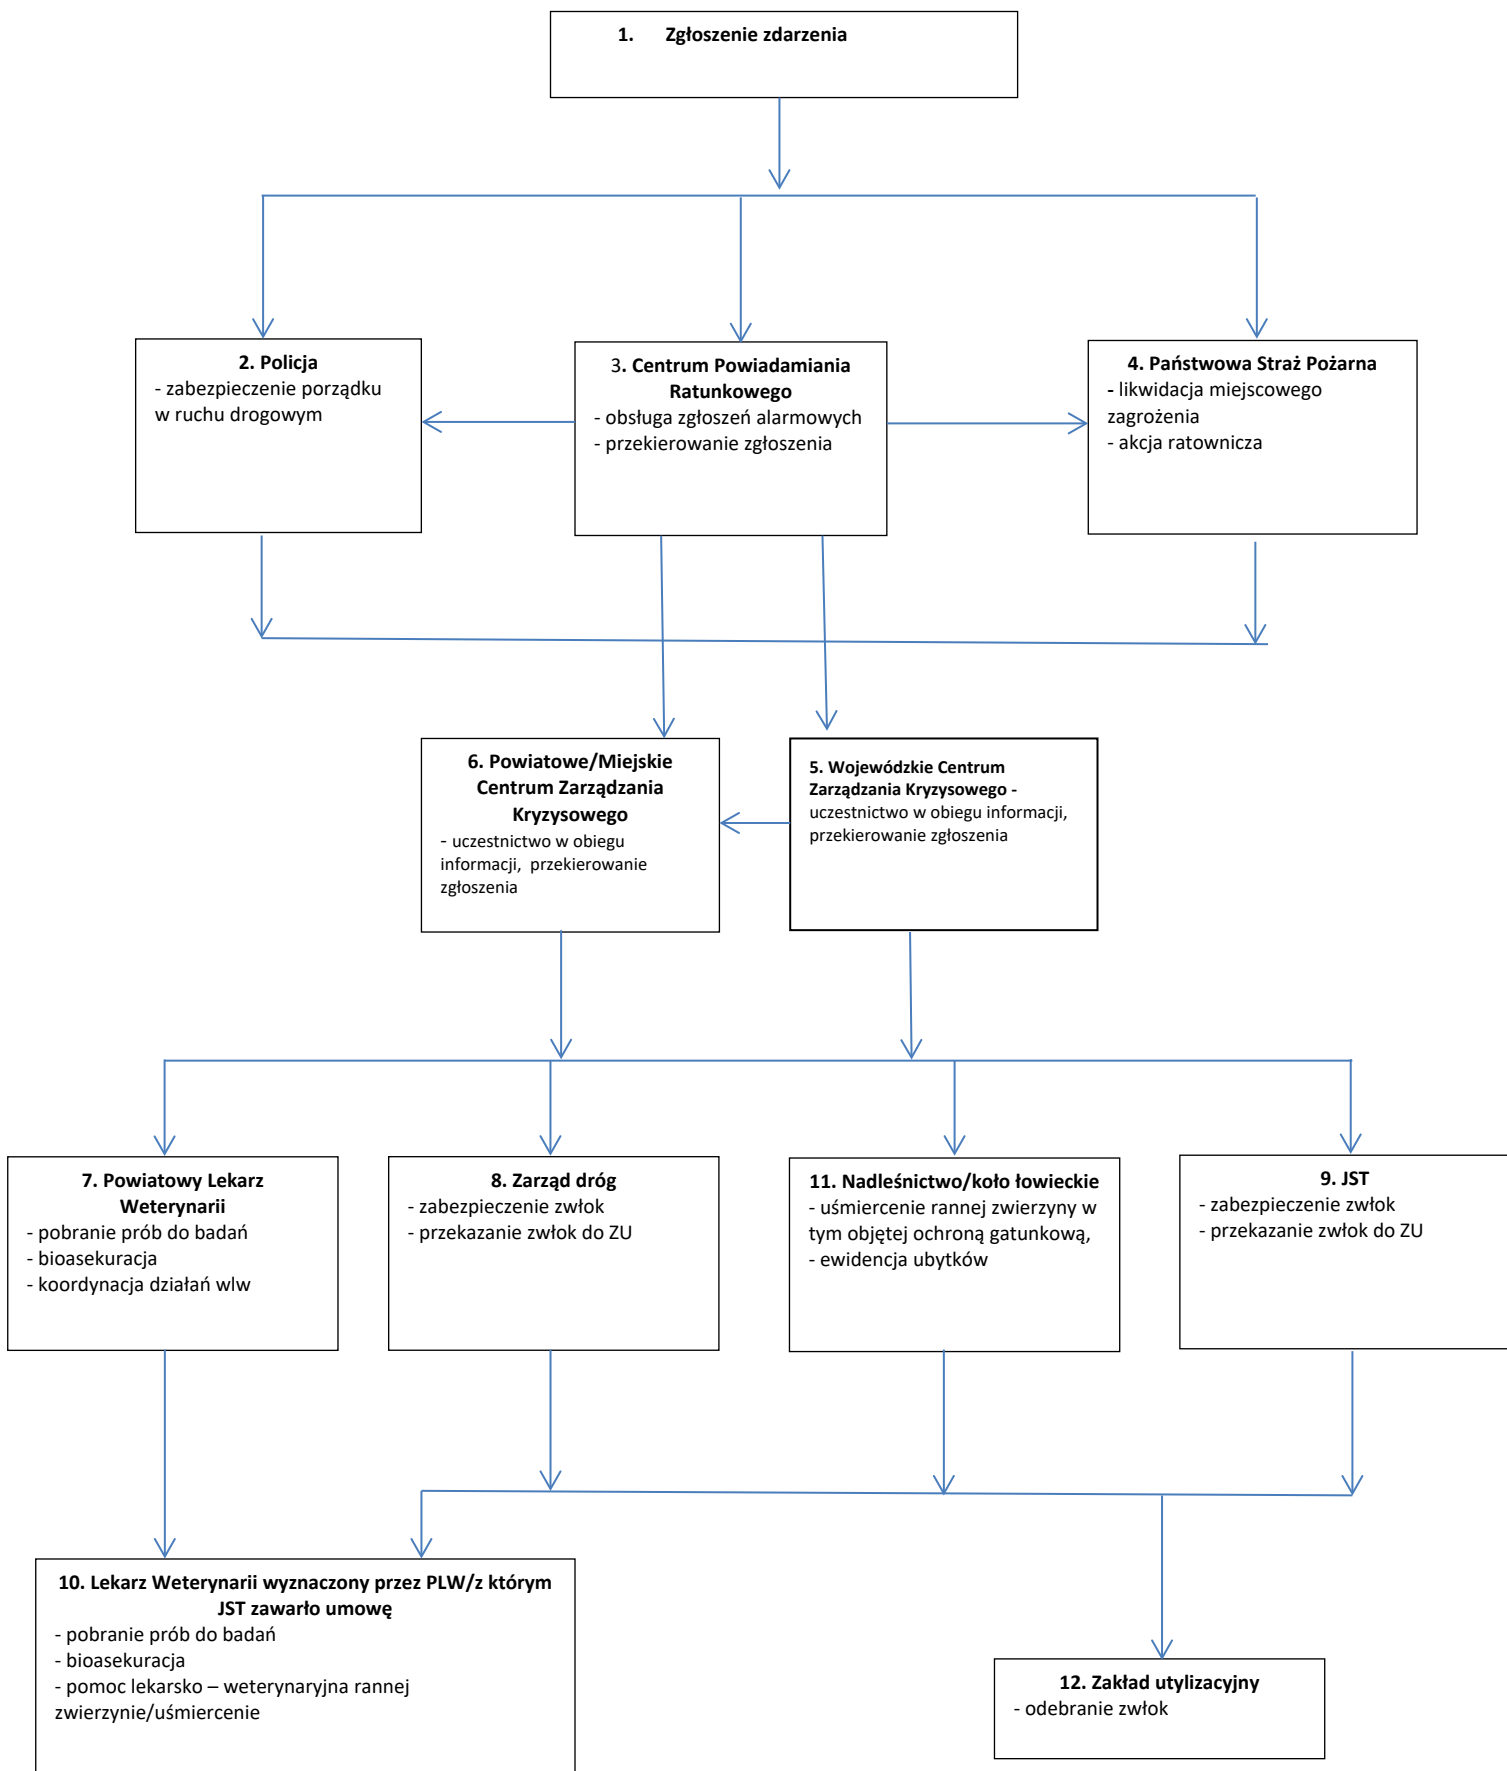 1. Zgłoszenie zdarzenia
2. Policja
- zabezpieczenie porządku
w ruchu drogowym
3. Centrum Powiadamiania
Ratunkowego
- obsługa zgłoszeń alarmowych
- przekierowanie zgłoszenia
4. Państwowa Straż Pożarna
- likwidacja miejscowego
zagrożenia
- akcja ratownicza
6. Powiatowe/Miejskie
Centrum Zarządzania
Kryzysowego
- uczestnictwo w obiegu
informacji, przekierowanie
zgłoszenia
5. Wojewódzkie Centrum
Zarządzania Kryzysowego -
uczestnictwo w obiegu informacji,
przekierowanie zgłoszenia
7. Powiatowy Lekarz
Weterynarii
- pobranie prób do badań
- bioasekuracja
- koordynacja działań wlw
8. Zarząd dróg
- zabezpieczenie zwłok
- przekazanie zwłok do ZU
11. Nadleśnictwo/koło łowieckie
- uśmiercenie rannej zwierzyny w
tym objętej ochroną gatunkową,
- ewidencja ubytków
9. JST
- zabezpieczenie zwłok
- przekazanie zwłok do ZU
10. Lekarz Weterynarii wyznaczony przez PLW/z którym
JST zawarło umowę
- pobranie prób do badań
- bioasekuracja
- pomoc lekarsko – weterynaryjna rannej
zwierzynie/uśmiercenie
12. Zakład utylizacyjny
- odebranie zwłok